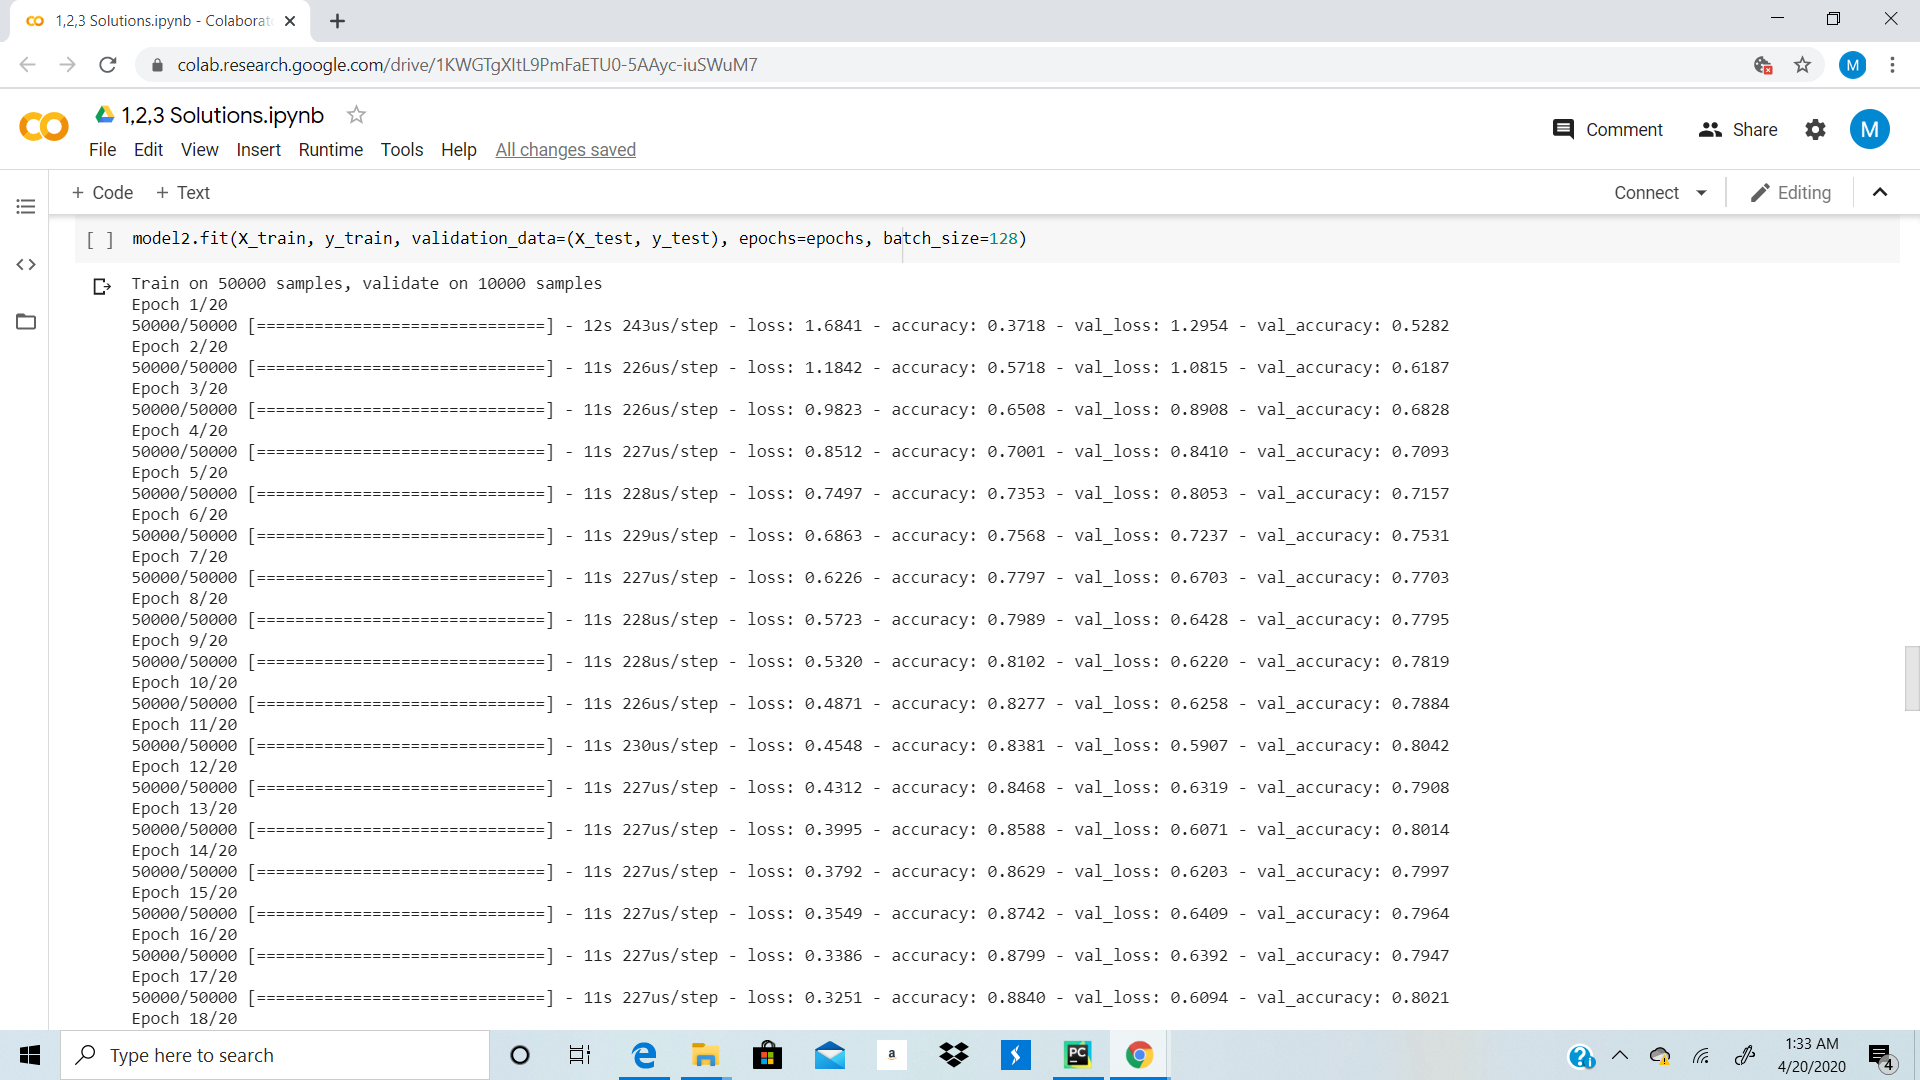 1,2,3 Solutions.ipynb - Colaborat
colab.research.google.com/drive/1KWGTgXItL9PmFaETU0-5AAyc-iuSWuM7
M
1,2,3 Solutions.ipynb
Comment
Share
M
File Edit View Insert Runtime Tools Help All changes saved
+ Code + Text
Connect
Editing
[ ] model2.fit(X_train, y_train, validation_data=(X_test, y_test), epochs=epochs, batch_size=128)
Train on 50000 samples, validate on 10000 samples
Epoch 1/20
50000/50000 [==============================] - 12s 243us/step - loss: 1.6841 - accuracy: 0.3718 - val_loss: 1.2954 - val_accuracy: 0.5282
Epoch 2/20
50000/50000 [==============================] - 11s 226us/step - loss: 1.1842 - accuracy: 0.5718 - val_loss: 1.0815 - val_accuracy: 0.6187
Epoch 3/20
50000/50000 [==============================] - 11s 226us/step - loss: 0.9823 - accuracy: 0.6508 - val_loss: 0.8908 - val_accuracy: 0.6828
Epoch 4/20
50000/50000 [==============================] - 11s 227us/step - loss: 0.8512 - accuracy: 0.7001 - val_loss: 0.8410 - val_accuracy: 0.7093
Epoch 5/20
50000/50000 [==============================] - 11s 228us/step - loss: 0.7497 - accuracy: 0.7353 - val_loss: 0.8053 - val_accuracy: 0.7157
Epoch 6/20
50000/50000 [==============================] - 11s 229us/step - loss: 0.6863 - accuracy: 0.7568 - val_loss: 0.7237 - val_accuracy: 0.7531
Epoch 7/20
50000/50000 [==============================] - 11s 227us/step - loss: 0.6226 - accuracy: 0.7797 - val_loss: 0.6703 - val_accuracy: 0.7703
Epoch 8/20
50000/50000 [==============================] - 11s 228us/step - loss: 0.5723 - accuracy: 0.7989 - val_loss: 0.6428 - val_accuracy: 0.7795
Epoch 9/20
50000/50000 [==============================] - 11s 228us/step - loss: 0.5320 - accuracy: 0.8102 - val_loss: 0.6220 - val_accuracy: 0.7819
Epoch 10/20
50000/50000 [==============================] - 11s 226us/step - loss: 0.4871 - accuracy: 0.8277 - val_loss: 0.6258 - val_accuracy: 0.7884
Epoch 11/20
50000/50000 [==============================] - 11s 230us/step - loss: 0.4548 - accuracy: 0.8381 - val_loss: 0.5907 - val_accuracy: 0.8042
Epoch 12/20
50000/50000 [==============================] - 11s 227us/step - loss: 0.4312 - accuracy: 0.8468 - val_loss: 0.6319 - val_accuracy: 0.7908
Epoch 13/20
50000/50000 [==============================] - 11s 227us/step - loss: 0.3995 - accuracy: 0.8588 - val_loss: 0.6071 - val_accuracy: 0.8014
Epoch 14/20
50000/50000 [==============================] - 11s 227us/step - loss: 0.3792 - accuracy: 0.8629 - val_loss: 0.6203 - val_accuracy: 0.7997
Epoch 15/20
50000/50000 [==============================] - 11s 227us/step - loss: 0.3549 - accuracy: 0.8742 - val_loss: 0.6409 - val_accuracy: 0.7964
Epoch 16/20
50000/50000 [==============================] - 11s 227us/step - loss: 0.3386 - accuracy: 0.8799 - val_loss: 0.6392 - val_accuracy: 0.7947
Epoch 17/20
50000/50000 [==============================] - 11s 227us/step - loss: 0.3251 - accuracy: 0.8840 - val_loss: 0.6094 - val_accuracy: 0.8021
Epoch 18/20
Type here to search
a
PC
1:33 AM
4/20/2020
4